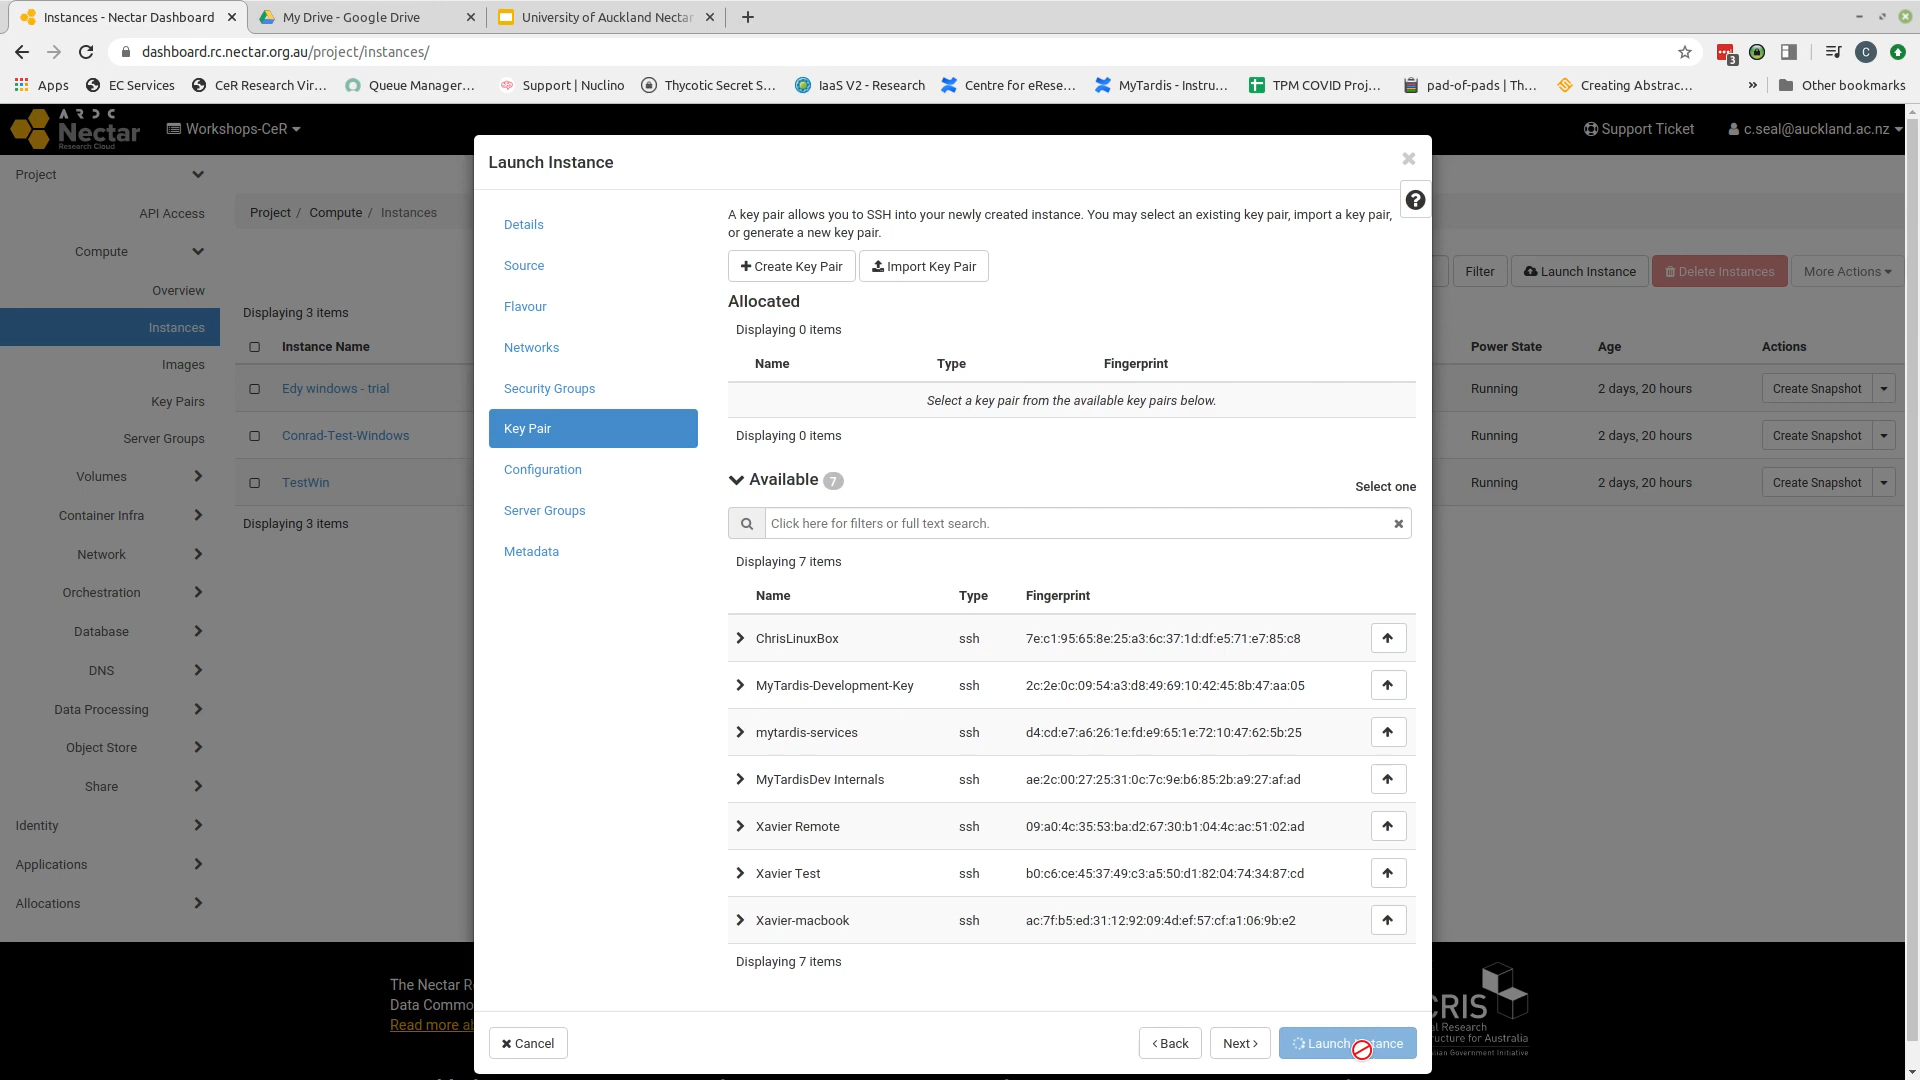 Instances - Nectar Dashboard
My Drive - Google Drive
University of Auckland Nectar
dashboard.rc.nectar.org.au/project/instances/
3
C
Apps
EC Services
CeR Research Vir...
Queue Manager...
Support | Nuclino
Thycotic Secret S...
IaaS V2 - Research
Centre for eRese...
MyTardis - Instru...
TPM COVID Proj...
pad-of-pads | Th...
Creating Abstrac...
»
Other bookmarks
ARDC
Nectar
Research Cloud
Workshops-CeR
Support Ticket
c.seal@auckland.ac.nz
Project
API Access
Compute
Overview
Instances
Images
Key Pairs
Server Groups
Volumes
Container Infra
Network
Orchestration
Database
DNS
Data Processing
Object Store
Share
Identity
Applications
Allocations
Project / Compute / Instances
Filter
Launch Instance
Delete Instances
More Actions
Displaying 3 items
Instance Name Power State Age Actions
Edy windows - trial Running 2 days, 20 hours Create Snapshot
Conrad-Test-Windows Running 2 days, 20 hours Create Snapshot
TestWin Running 2 days, 20 hours Create Snapshot
Displaying 3 items
Launch Instance
Details
Source
Flavour
Networks
Security Groups
Key Pair
Configuration
Server Groups
Metadata
A key pair allows you to SSH into your newly created instance. You may select an existing key pair, import a key pair,
or generate a new key pair.
Create Key Pair
Import Key Pair
Allocated
Displaying 0 items
Name Type Fingerprint
Select a key pair from the available key pairs below.
Displaying 0 items
Available 7
Select one
Click here for filters or full text search.
Displaying 7 items
Name Type Fingerprint
ChrisLinuxBox ssh 7e:c1:95:65:8e:25:a3:6c:37:1d:df:e5:71:e7:85:c8
MyTardis-Development-Key ssh 2c:2e:0c:09:54:a3:d8:49:69:10:42:45:8b:47:aa:05
mytardis-services ssh d4:cd:e7:a6:26:1e:fd:e9:65:1e:72:10:47:62:5b:25
MyTardisDev Internals ssh ae:2c:00:27:25:31:0c:7c:9e:b6:85:2b:a9:27:af:ad
Xavier Remote ssh 09:a0:4c:35:53:ba:d2:67:30:b1:04:4c:ac:51:02:ad
Xavier Test ssh b0:c6:ce:45:37:49:c3:a5:50:d1:82:04:74:34:87:cd
Xavier-macbook ssh ac:7f:b5:ed:31:12:92:09:4d:ef:57:cf:a1:06:9b:e2
Displaying 7 items
Cancel
Back
Next
Launch
The Nectar R
Data Commo
Read more a
CRIS
al Research
ucture for Australia
lian Government Initiative